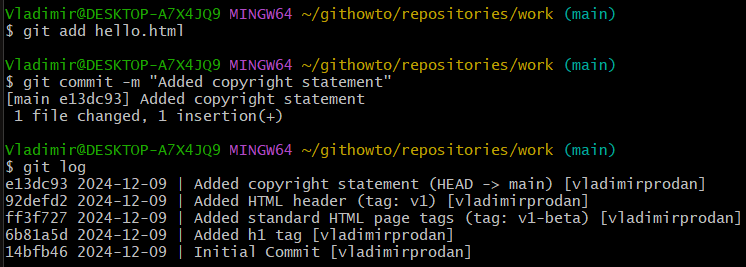 Vladimir@DESKTOP-A7X4JQ9 MINGW64 ~/githowto/repositories/work (main)
$ git add hello.html
Vladimir@DESKTOP-A7X4JQ9 MINGW64 ~/githowto/repositories/work (main)
$ git commit -m "Added copyright statement"
[main e13dc93] Added copyright statement
 1 file changed, 1 insertion(+)
Vladimir@DESKTOP-A7X4JQ9 MINGW64 ~/githowto/repositories/work (main)
$ git log
e13dc93 2024-12-09 | Added copyright statement (HEAD -> main) [vladimirprodan]
92defd2 2024-12-09 | Added HTML header (tag: v1) [vladimirprodan]
ff3f727 2024-12-09 | Added standard HTML page tags (tag: v1-beta) [vladimirprodan]
6b81a5d 2024-12-09 | Added h1 tag [vladimirprodan]
14bfb46 2024-12-09 | Initial Commit [vladimirprodan]